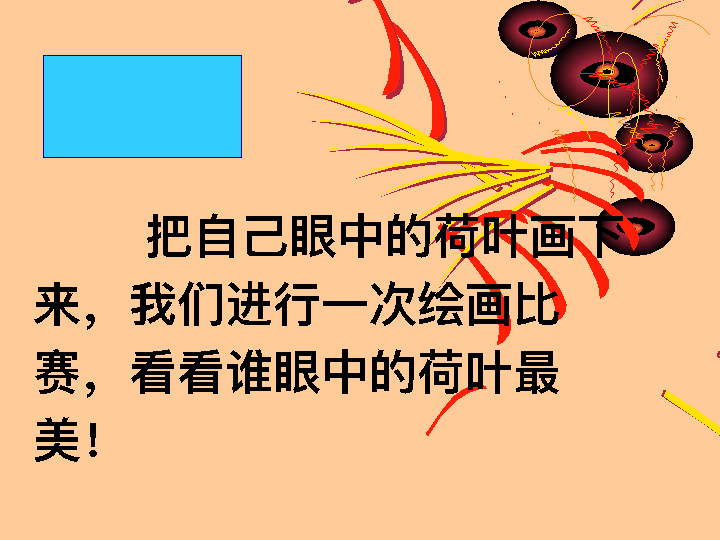 把自己眼中的荷叶画下
来，我们进行一次绘画比
赛，看看谁眼中的荷叶最
美！